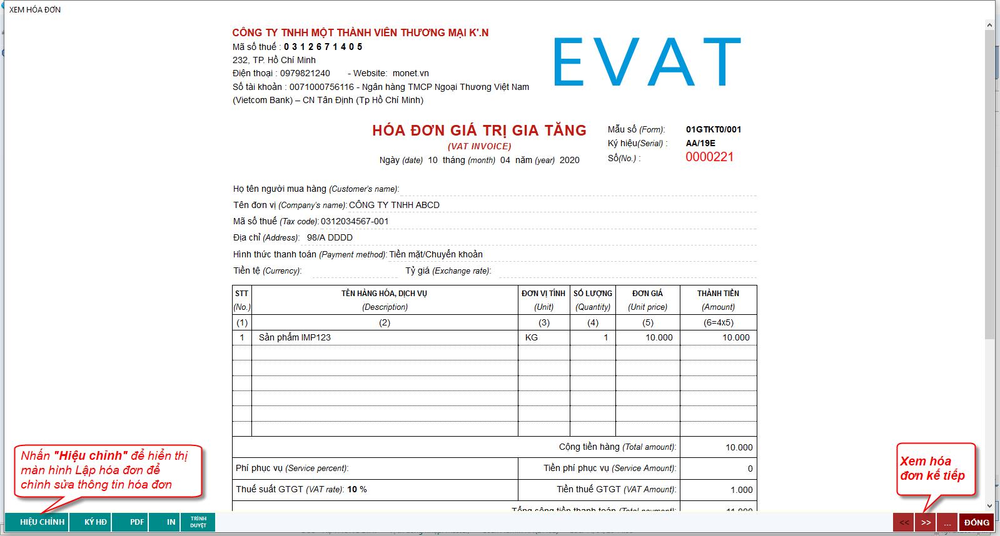 XEM HÓA ĐƠN
CÔNG TY TNHH MỘT THÀNH VIÊN THƯƠNG MẠI K'.N
EVAT
Mã số thuế : 0 3 1 2 6 7 1 4 0 5
232, TP. Hồ Chí Minh
Điện thoại : 0979821240 - Website: monet.vn
Số tài khoản : 0071000756116 - Ngân hàng TMCP Ngoại Thương Việt Nam
(Vietcom Bank) – CN Tân Định (Tp Hồ Chí Minh)
HÓA ĐƠN GIÁ TRỊ GIA TĂNG
(VAT INVOICE)
Ngày (date) 10 tháng (month) 04 năm (year) 2020
Mẫu số (Form): 01GTKT0/001
Ký hiệu(Serial) : AA/19E
Số(No.) : 0000221
Họ tên người mua hàng (Customer's name):
Tên đơn vị (Company's name): CÔNG TY TNHH ABCD
Mã số thuế (Tax code): 0312034567-001
Địa chỉ (Address): 98/A DDDD
Hình thức thanh toán (Payment method): Tiền mặt/Chuyển khoản
Tiền tệ (Currency): Tỷ giá (Exchange rate):
STT TÊN HÀNG HÓA, DỊCH VỤ ĐƠN VỊ TÍNH SỐ LƯỢNG ĐƠN GIÁ THÀNH TIỀN
(No.) (Description) (Unit) (Quantity) (Unit price) (Amount)
(1) (2) (3) (4) (5) (6=4x5)
1 Sản phẩm IMP123 KG 1 10.000 10.000
Cộng tiền hàng (Total amount): 10.000
Phí phục vụ (Service percent): Tiền phí phục vụ (Service Amount): 0
Thuế suất GTGT (VAT rate): 10 % Tiền thuế GTGT (VAT Amount): 1.000
Tổng cộng tiền thanh toán (Total payment): 11.000
Nhấn "Hiệu chỉnh" để hiển thị
màn hình Lập hóa đơn để
chỉnh sửa thông tin hóa đơn
Xem hóa
đơn kế tiếp
HIỆU CHỈNH KÝ HĐ PDF IN TRÌNH
DUYỆT
<< >> ... ĐÓNG